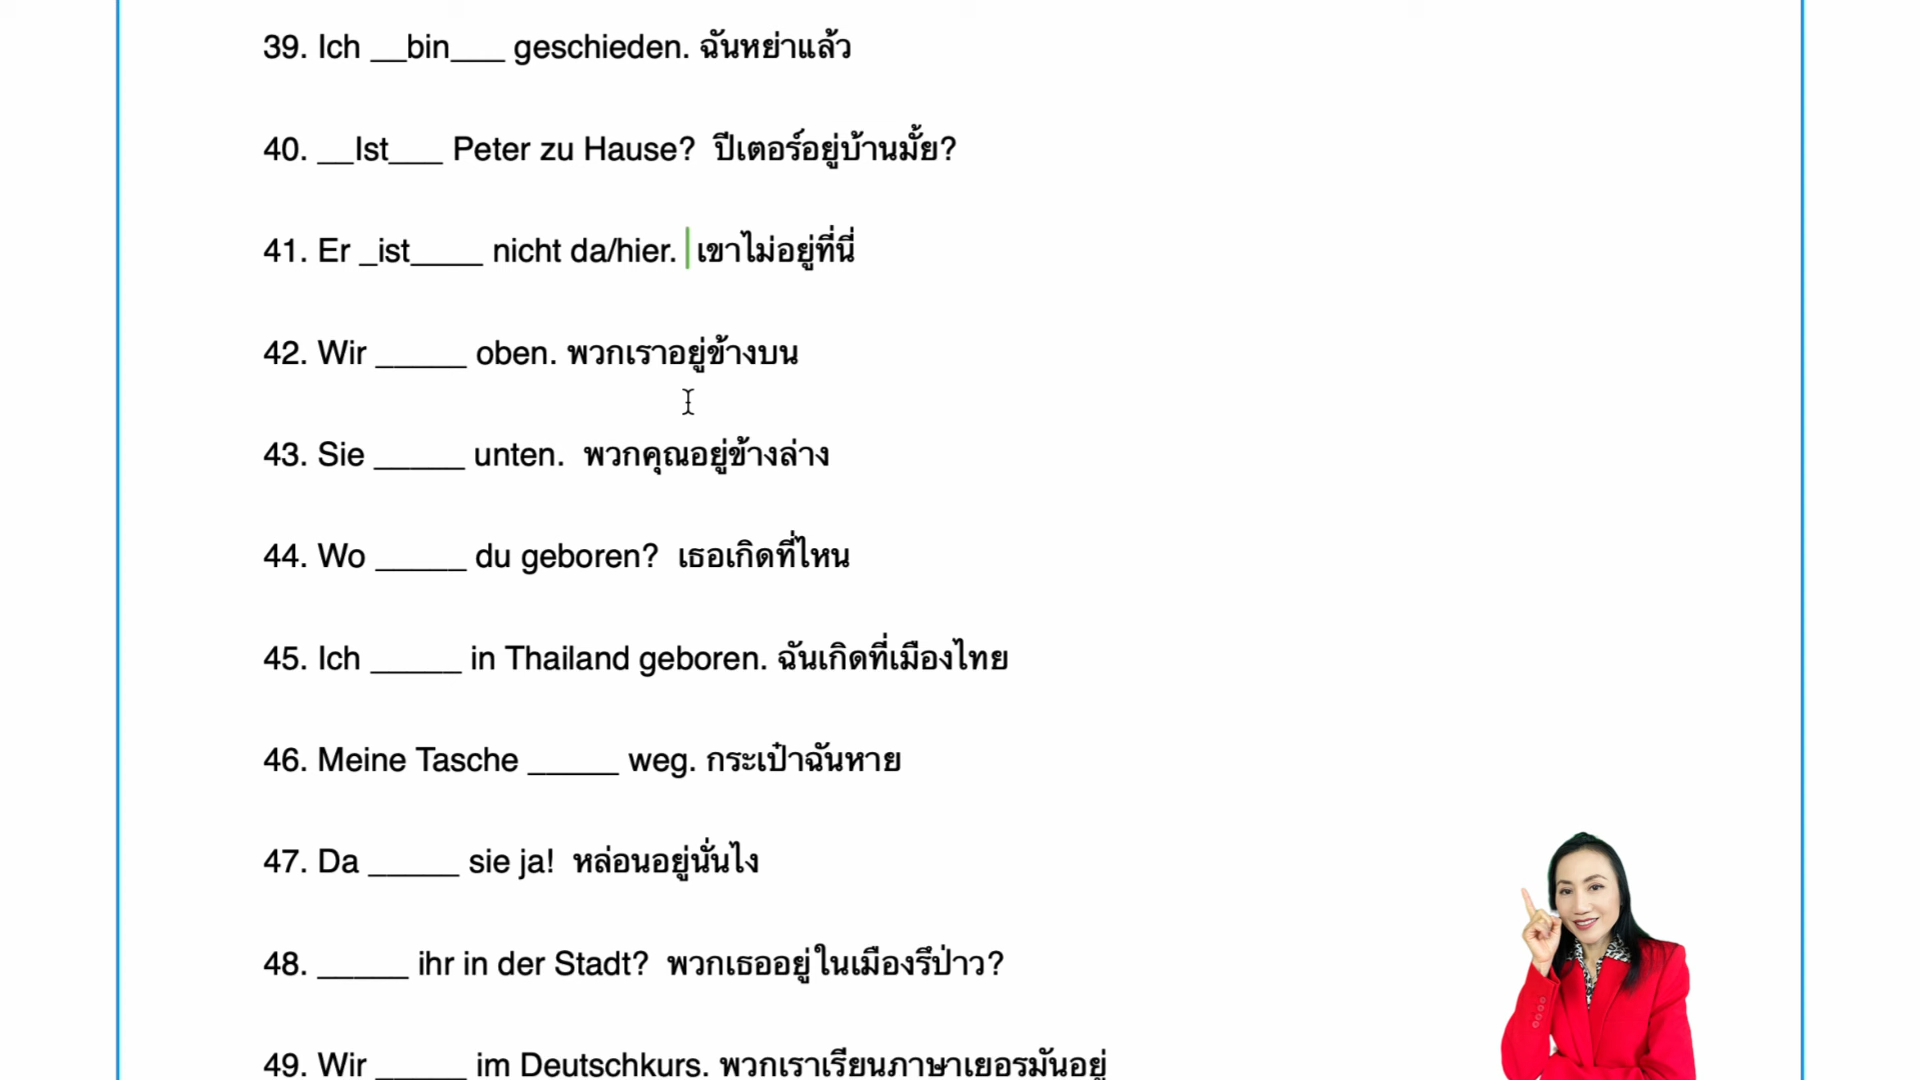 39. Ich __bin___ geschieden. ฉันหย่าแล้ว
40. __Ist___ Peter zu Hause?  ปีเตอร์อยู่บ้านมั้ย?
41. Er _ist____ nicht da/hier.  เขาไม่อยู่ที่นี่
42. Wir _____ oben. พวกเราอยู่ข้างบน
43. Sie _____ unten.  พวกคุณอยู่ข้างล่าง
44. Wo _____ du geboren?  เธอเกิดที่ไหน
45. Ich _____ in Thailand geboren. ฉันเกิดที่เมืองไทย
46. Meine Tasche _____ weg. กระเป๋าฉันหาย
47. Da _____ sie ja!  หล่อนอยู่นั่นไง
48. _____ ihr in der Stadt?  พวกเธออยู่ในเมืองรึป่าว?
49. Wir _____ im Deutschkurs. พวกเราเรียนภาษาเยอรมันอยู่